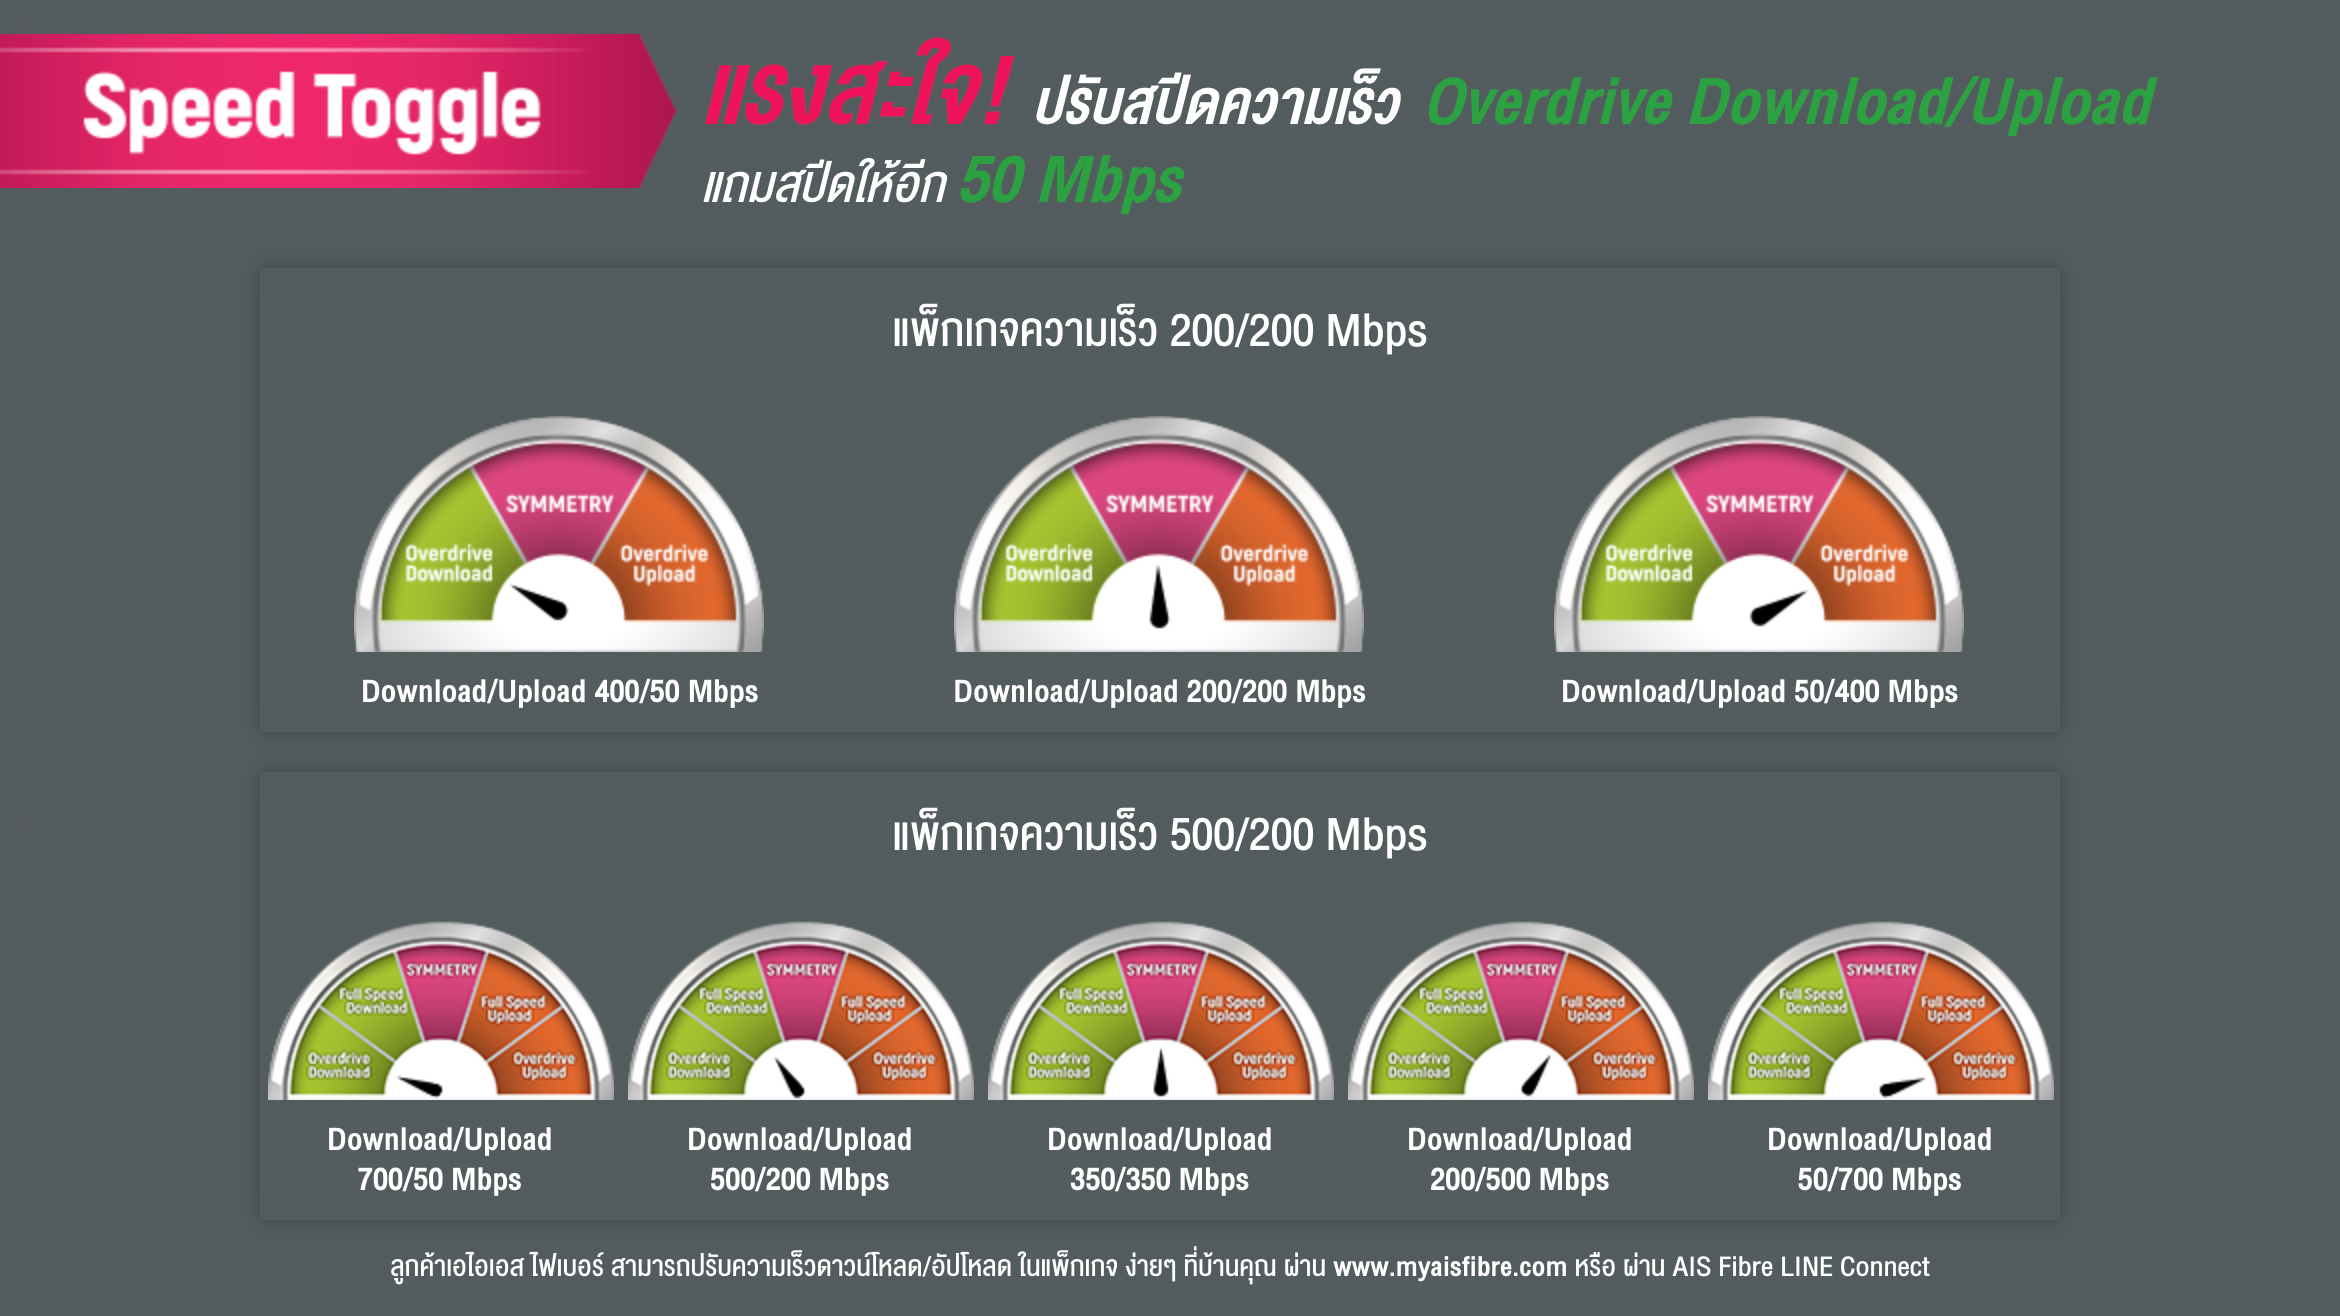 Speed Toggle
แรงสะใจ! ปรับสปีดความเร็ว Overdrive Download/Upload
แถมสปีดให้อีก 50 Mbps
แพ็กเกจความเร็ว 200/200 Mbps
SYMMETRY
Overdrive
Download
Overdrive
Upload
Download/Upload 400/50 Mbps
SYMMETRY
Overdrive
Download
Overdrive
Upload
Download/Upload 200/200 Mbps
SYMMETRY
Overdrive
Download
Overdrive
Upload
Download/Upload 50/400 Mbps
แพ็กเกจความเร็ว 500/200 Mbps
SYMMETRY
Full Speed
Download
Full Speed
Upload
Overdrive
Download
Overdrive
Upload
Download/Upload
700/50 Mbps
SYMMETRY
Full Speed
Download
Full Speed
Upload
Overdrive
Download
Overdrive
Upload
Download/Upload
500/200 Mbps
SYMMETRY
Full Speed
Download
Full Speed
Upload
Overdrive
Download
Overdrive
Upload
Download/Upload
350/350 Mbps
SYMMETRY
Full Speed
Download
Full Speed
Upload
Overdrive
Download
Overdrive
Upload
Download/Upload
200/500 Mbps
SYMMETRY
Full Speed
Download
Full Speed
Upload
Overdrive
Download
Overdrive
Upload
Download/Upload
50/700 Mbps
ลูกค้าเอไอเอส ไฟเบอร์ สามารถปรับความเร็วดาวน์โหลด/อัปโหลด ในแพ็กเกจ ง่ายๆ ที่บ้านคุณ ผ่าน www.myaisfibre.com หรือ ผ่าน AIS Fibre LINE Connect